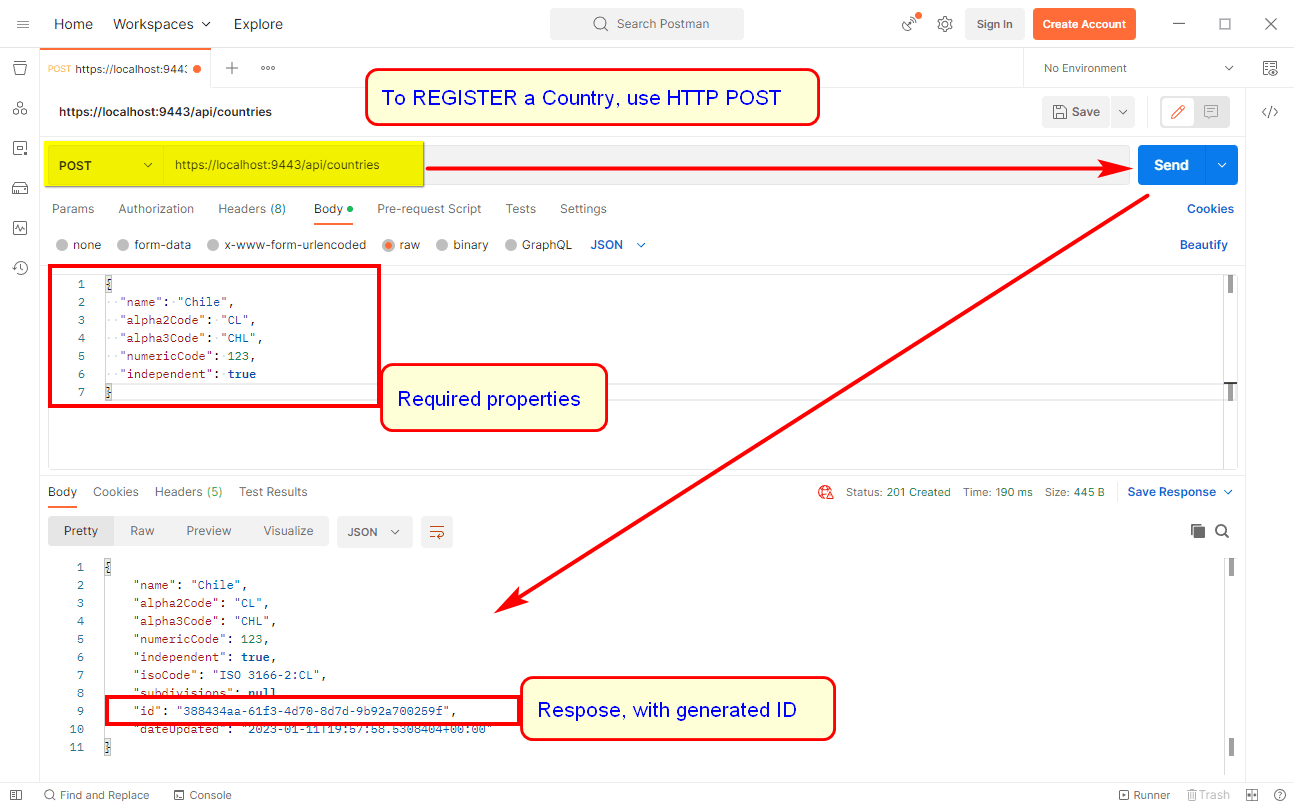 Home Workspaces Explore Search Postman Sign In Create Account
POST https://localhost:9443 No Environment
To REGISTER a Country, use HTTP POST
https://localhost:9443/api/countries Save </>
POST https://localhost:9443/api/countries Send
Params Authorization Headers (8) Body Pre-request Script Tests Settings Cookies
none form-data x-www-form-urlencoded raw binary GraphQL JSON Beautify
1 {
2 "name": "Chile",
3 "alpha2Code": "CL",
4 "alpha3Code": "CHL",
5 "numericCode": 123,
6 "independent": true
7 }
Required properties
Body Cookies Headers (5) Test Results Status: 201 Created Time: 190 ms Size: 445 B Save Response
Pretty Raw Preview Visualize JSON
1 {
2 "name": "Chile",
3 "alpha2Code": "CL",
4 "alpha3Code": "CHL",
5 "numericCode": 123,
6 "independent": true,
7 "isoCode": "ISO 3166-2:CL",
8 "subdivisions": null
9 "id": "388434aa-61f3-4d70-8d7d-9b92a700259f",
Respose, with generated ID
10 "dateUpdated": "2023-01-11T19:57:58.5308404+00:00"
11 }
Find and Replace Console Runner Trash